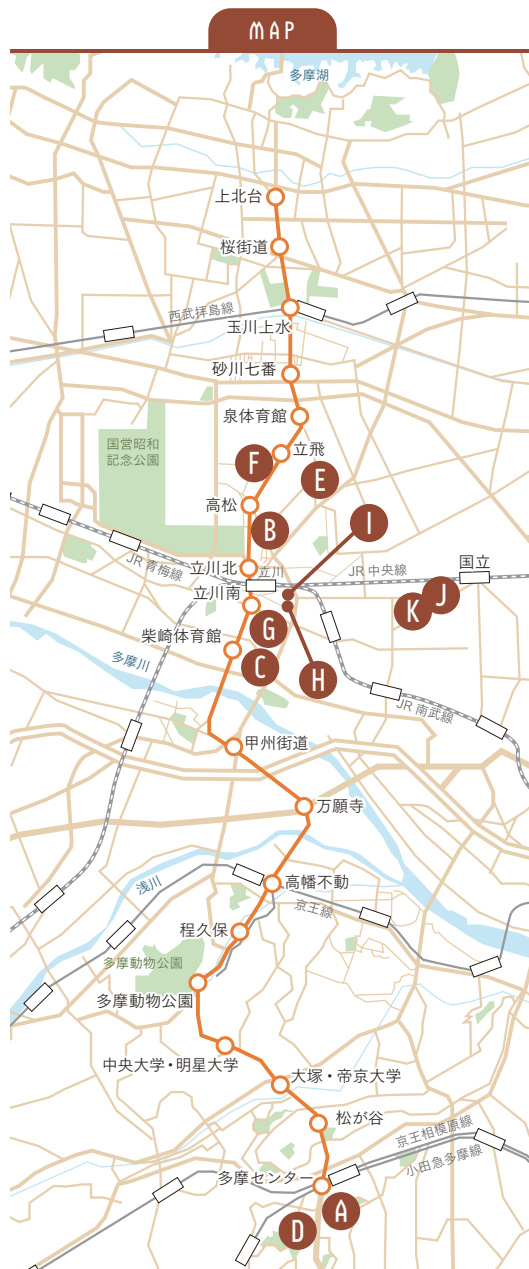 MAP
多摩湖
上北台
桜街道
西武拝島線
玉川上水
砂川七番
泉体育館
国営昭和
記念公園
立飛
F
E
高松
B
I
JR 青梅線
立川北
立川
JR 中央線
国立
立川南
J
K
G
柴崎体育館
C
H
多摩川
JR 南武線
甲州街道
万願寺
浅川
高幡不動
京王線
程久保
多摩動物公園
多摩動物公園
中央大学・明星大学
大塚・帝京大学
松が谷
京王相模原線
小田急多摩線
多摩センター
A
D